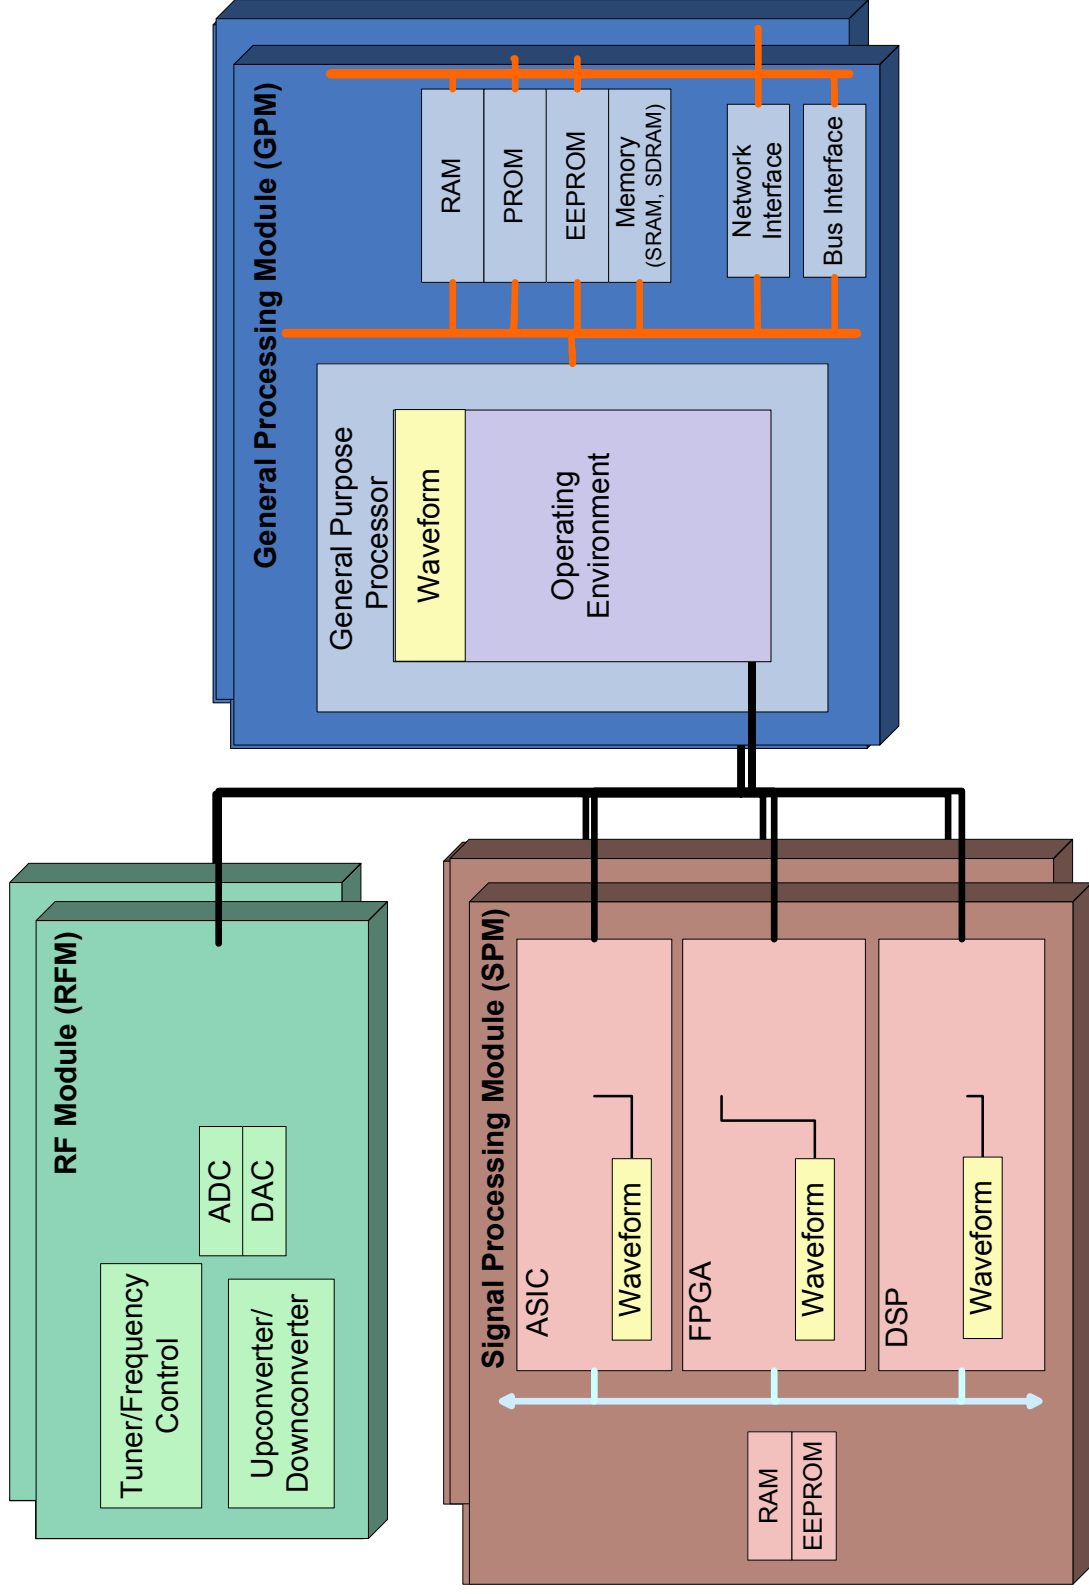 General Processing Module (GPM)
General Purpose
Processor
Waveform
Operating
Environment
RAM
PROM
EEPROM
Memory
(SRAM, SDRAM)
Network
Interface
Bus Interface
RF Module (RFM)
Tuner/Frequency
Control
Upconverter/
Downconverter
ADC
DAC
Signal Processing Module (SPM)
ASIC
Waveform
FPGA
Waveform
DSP
Waveform
RAM
EEPROM